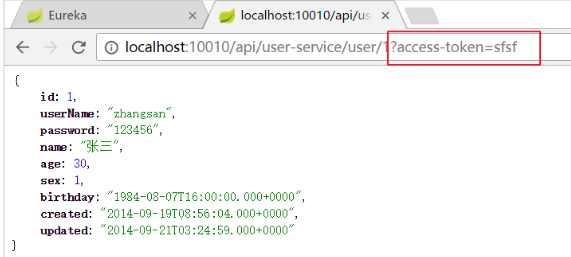 Eureka
localhost:10010/api/us
localhost:10010/api/user-service/user/1?access-token=sfsf
{
id: 1,
userName: "zhangsan",
password: "123456",
name: "张三",
age: 30,
sex: 1,
birthday: "1984-08-07T16:00:00.000+0000",
created: "2014-09-19T08:56:04.000+0000",
updated: "2014-09-21T03:24:59.000+0000"
}